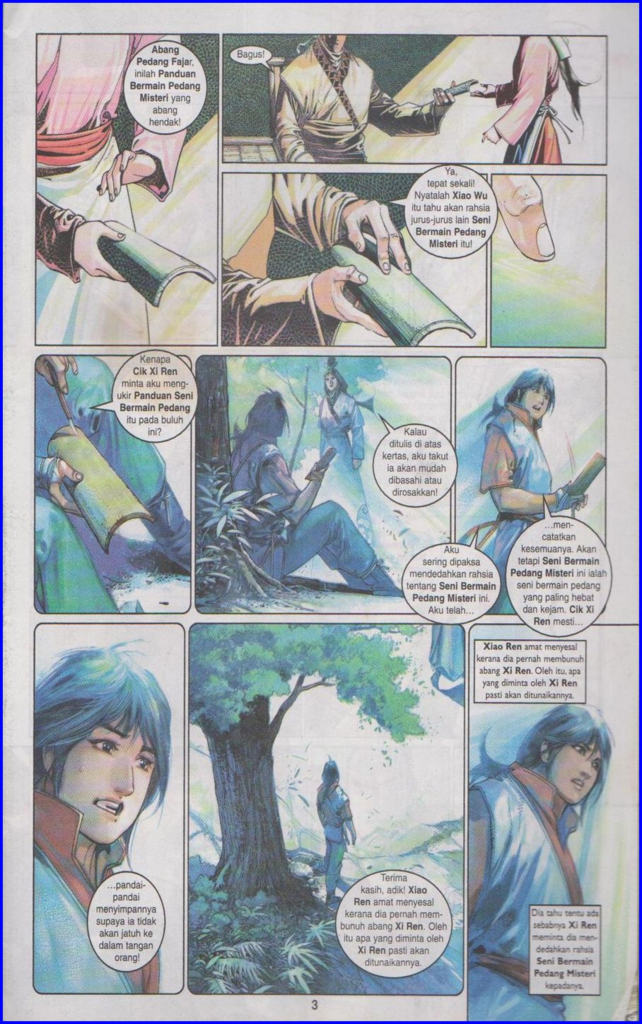 Abang
Pedang Fajar,
inilah Panduan
Bermain Pedang
Misteri yang
abang
hendak!
Bagus!
Ya,
tepat sekali!
Nyatalah Xiao Wu
itu tahu akan rahsia
jurus-jurus lain Seni
Bermain Pedang
Misteri itu!
Kenapa
Cik Xi Ren
minta aku meng-
ukir Panduan Seni
Bermain Pedang
itu pada buluh
ini?
Kalau
ditulis di atas
kertas, aku takut
ia akan mudah
dibasahi atau
dirosakkan!
Aku
sering dipaksa
mendedahkan rahsia
tentang Seni Bermain
Pedang Misteri ini.
Aku telah...
...men-
catatkan
kesemuanya. Akan
tetapi Seni Bermain
Pedang Misteri ini ialah
seni bermain pedang
yang paling hebat
dan kejam. Cik Xi
Ren mesti...
...pandai-
pandai
menyimpannya
supaya ia tidak
akan jatuh ke
dalam tangan
orang!
Terima
kasih, adik! Xiao
Ren amat menyesal
kerana dia pernah mem-
bunuh abang Xi Ren. Oleh
itu apa yang diminta oleh
Xi Ren pasti akan
ditunaikannya.
Xiao Ren amat menyesal
kerana dia pernah membunuh
abang Xi Ren. Oleh itu, apa
yang diminta oleh Xi Ren
pasti akan ditunaikannya.
Dia tahu tentu ada
sebabnya Xi Ren
meminta dia men-
dedahkan rahsia
Seni Bermain
Pedang Misteri
kepadanya.
3